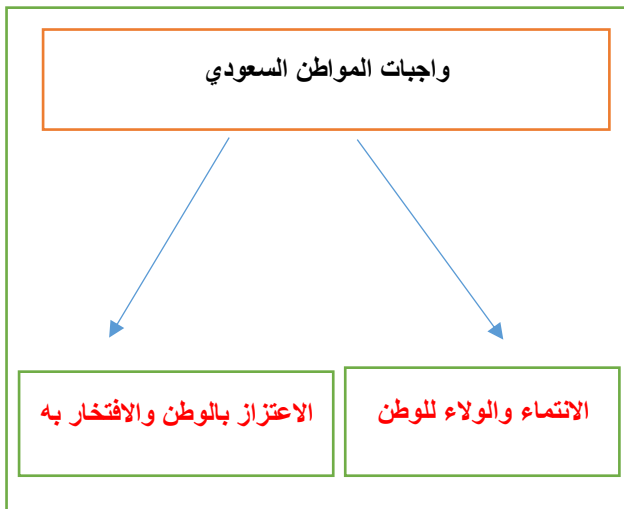 واجبات المواطن السعودي
الانتماء والولاء للوطن
الاعتزاز بالوطن والافتخار به